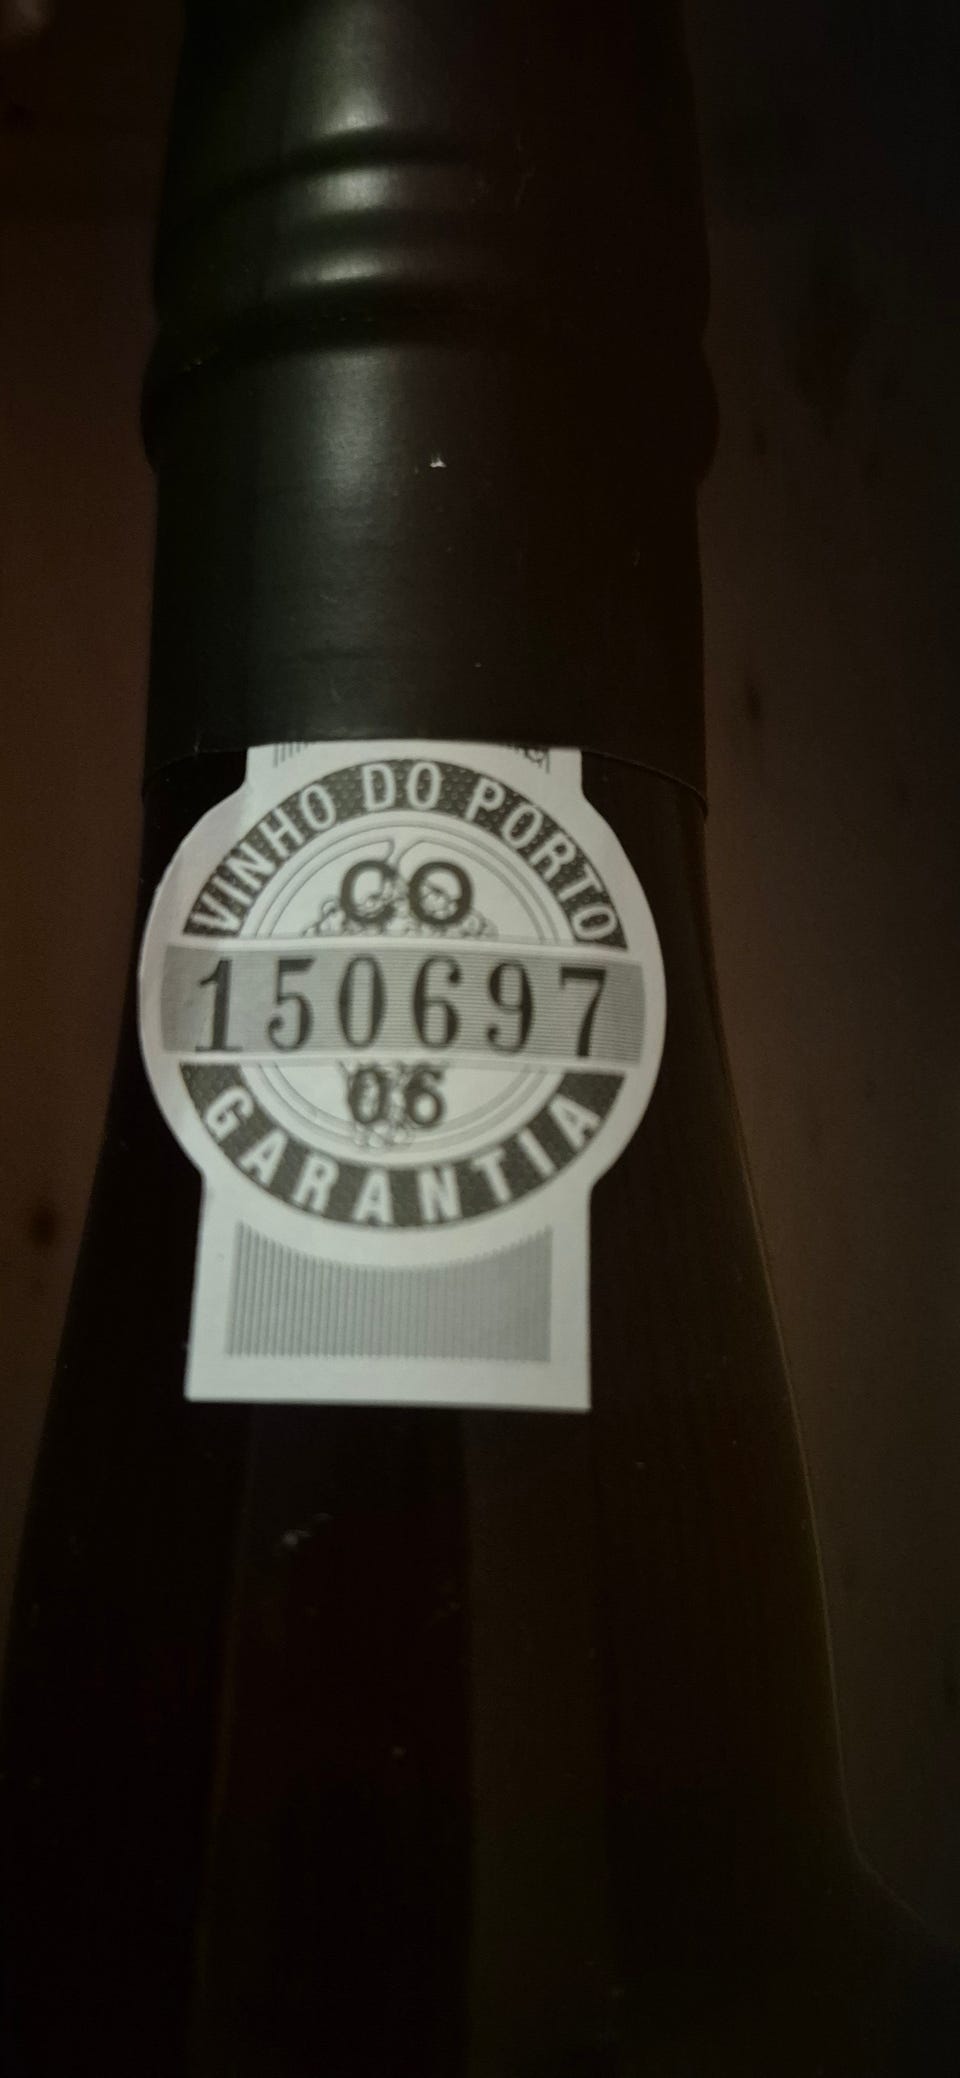 VINHO DO PORTO
CO
150697
06
GARANTIA